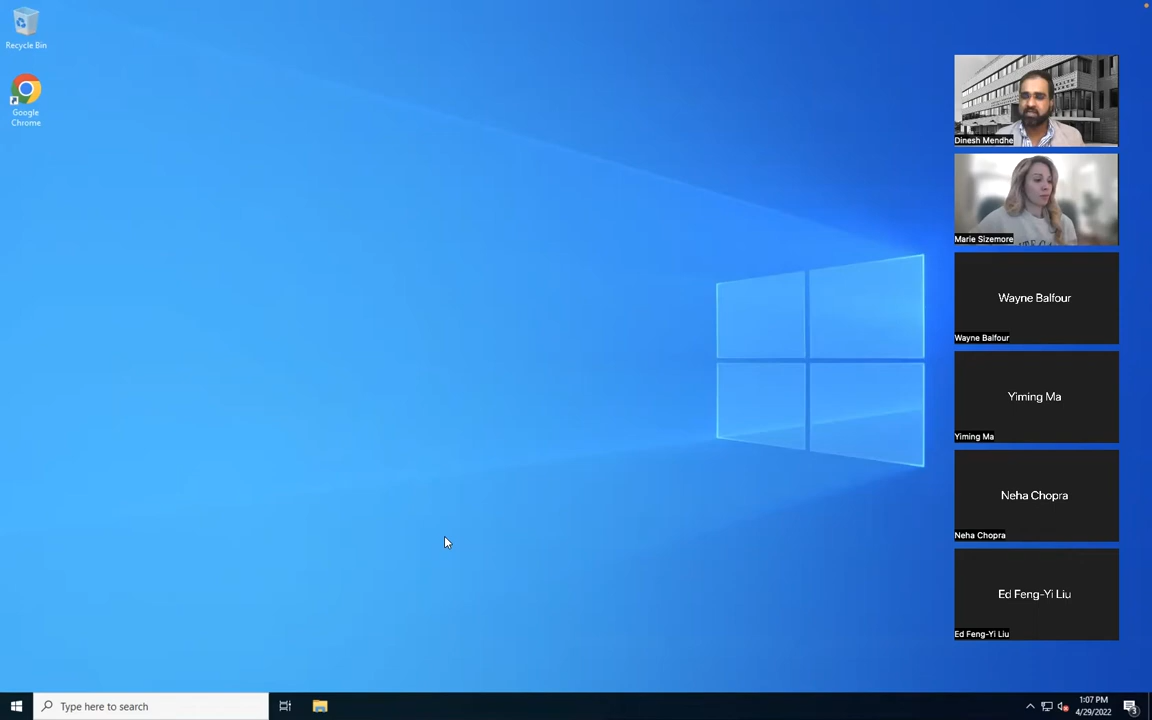 Recycle Bin
Google
Chrome
Dinesh Mendhe
Marie Sizemore
Wayne Balfour
Wayne Balfour
Yiming Ma
Yiming Ma
Neha Chopra
Neha Chopra
Ed Feng-Yi Liu
Ed Feng-Yi Liu
Type here to search
1:07 PM
4/29/2022
3